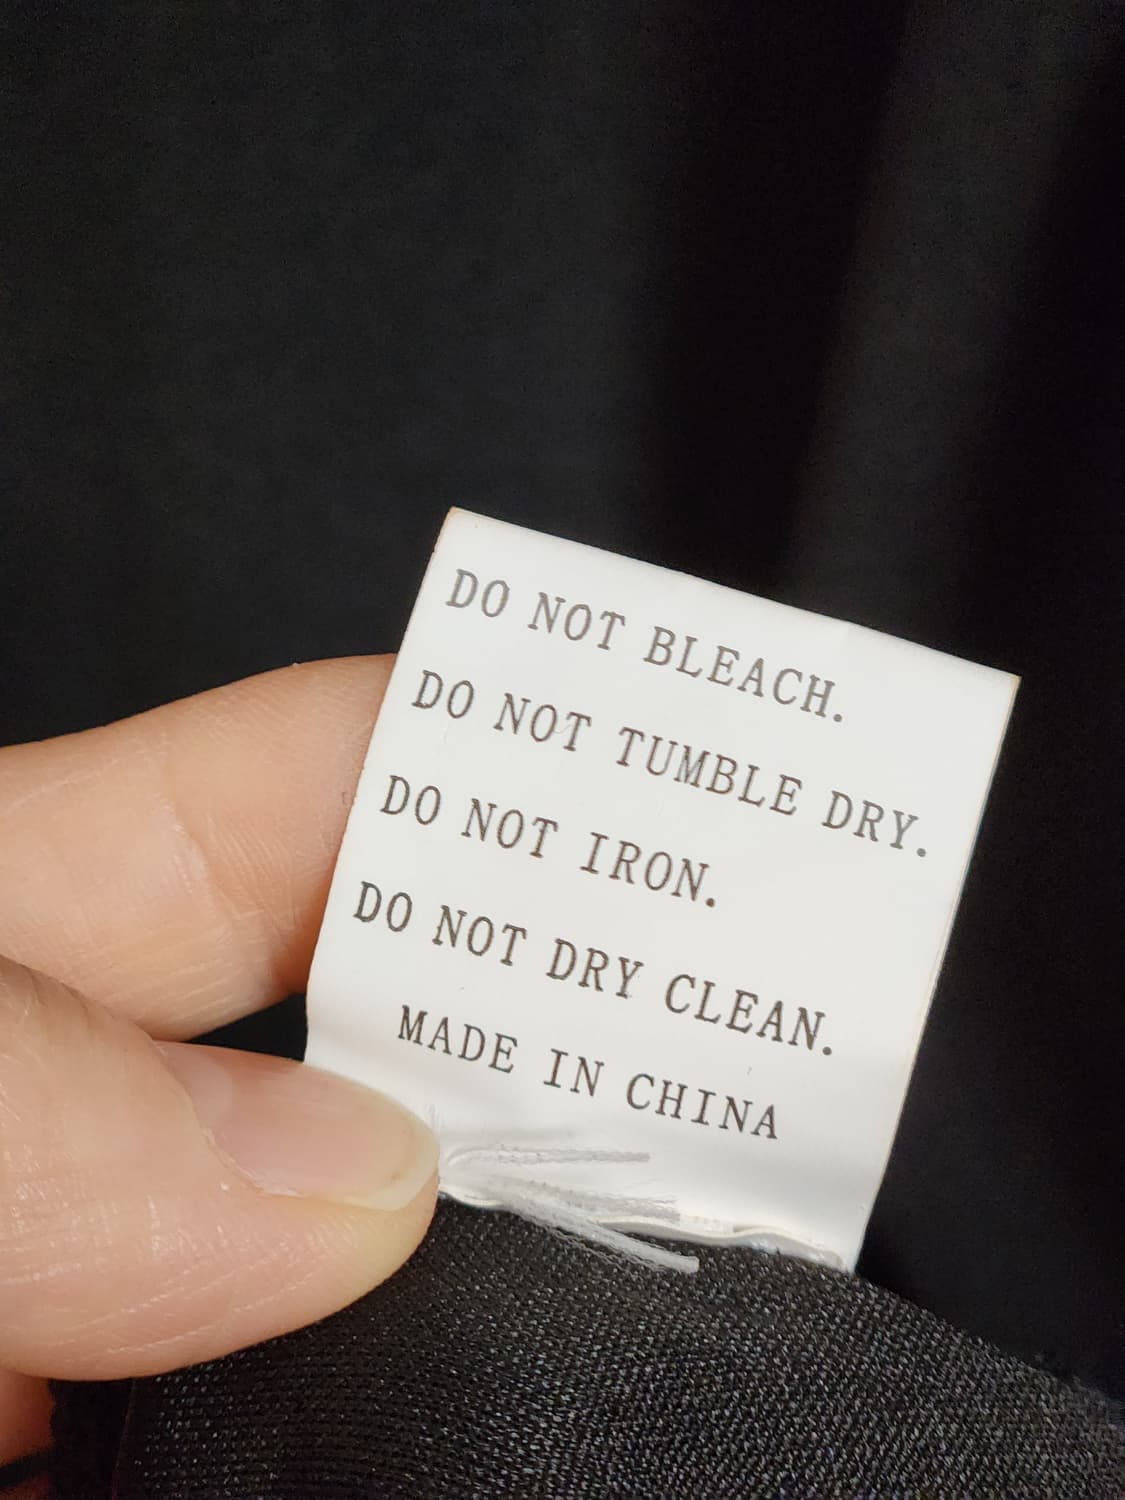 DO NOT BLEACH.
DO NOT TUMBLE DRY.
DO NOT IRON.
DO NOT DRY CLEAN.
MADE IN CHINA